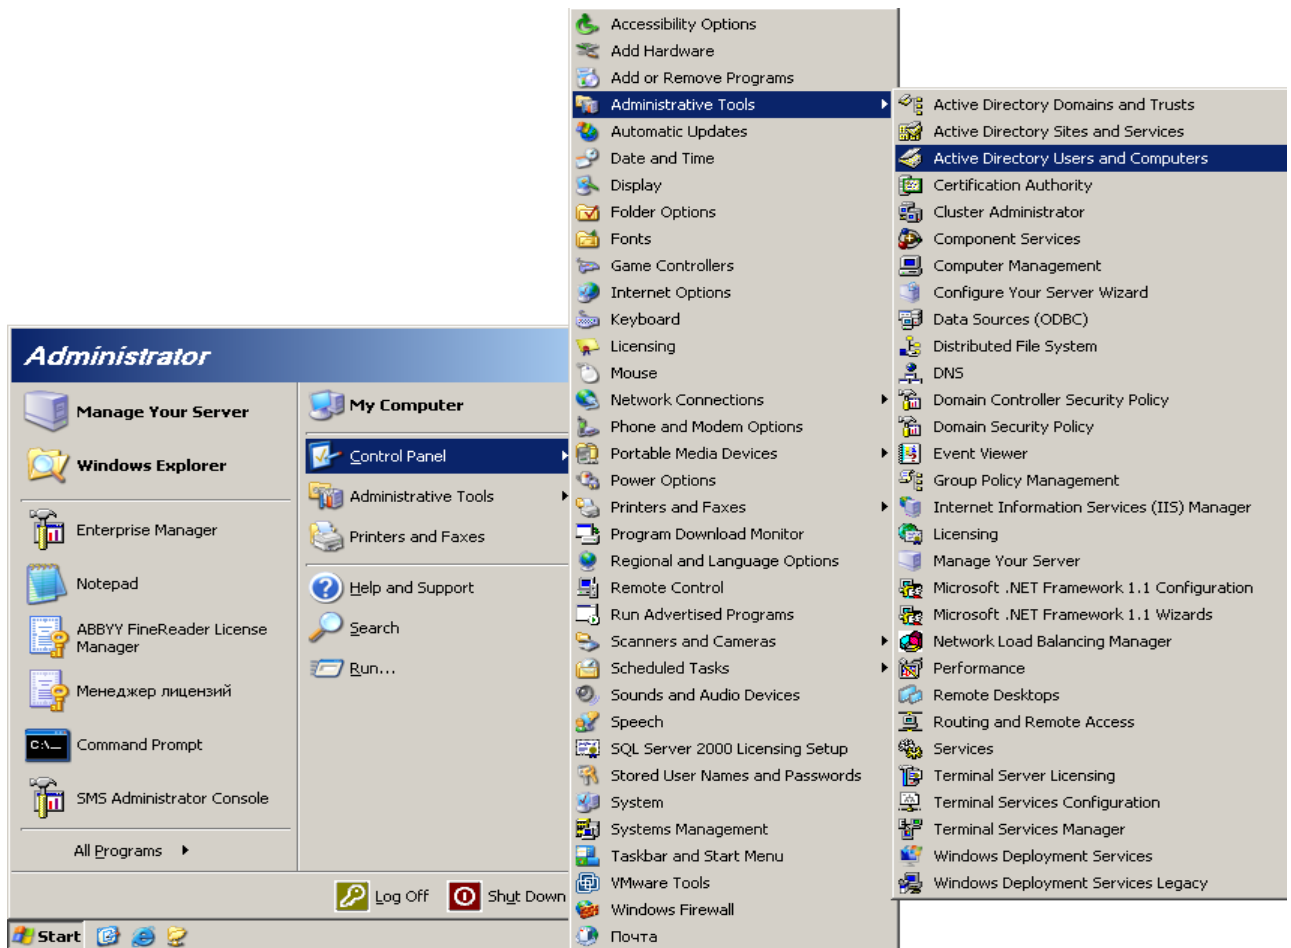 Administrator
Manage Your Server
Windows Explorer
Enterprise Manager
Notepad
ABBYY FineReader License
Manager
Менеджер лицензий
C:\_
Command Prompt
SMS Administrator Console
All Programs
My Computer
Control Panel
Administrative Tools
Printers and Faxes
Help and Support
Search
Run...
Log Off
Shut Down
Start
Accessibility Options
Add Hardware
Add or Remove Programs
Administrative Tools
Automatic Updates
Date and Time
Display
Folder Options
Fonts
Game Controllers
Internet Options
Keyboard
Licensing
Mouse
Network Connections
Phone and Modem Options
Portable Media Devices
Power Options
Printers and Faxes
Program Download Monitor
Regional and Language Options
Remote Control
Run Advertised Programs
Scanners and Cameras
Scheduled Tasks
Sounds and Audio Devices
Speech
SQL Server 2000 Licensing Setup
Stored User Names and Passwords
System
Systems Management
Taskbar and Start Menu
VMware Tools
Windows Firewall
Почта
Active Directory Domains and Trusts
Active Directory Sites and Services
Active Directory Users and Computers
Certification Authority
Cluster Administrator
Component Services
Computer Management
Configure Your Server Wizard
Data Sources (ODBC)
Distributed File System
DNS
Domain Controller Security Policy
Domain Security Policy
Event Viewer
Group Policy Management
Internet Information Services (IIS) Manager
Licensing
Manage Your Server
Microsoft .NET Framework 1.1 Configuration
Microsoft .NET Framework 1.1 Wizards
Network Load Balancing Manager
Performance
Remote Desktops
Routing and Remote Access
Services
Terminal Server Licensing
Terminal Services Configuration
Terminal Services Manager
Windows Deployment Services
Windows Deployment Services Legacy